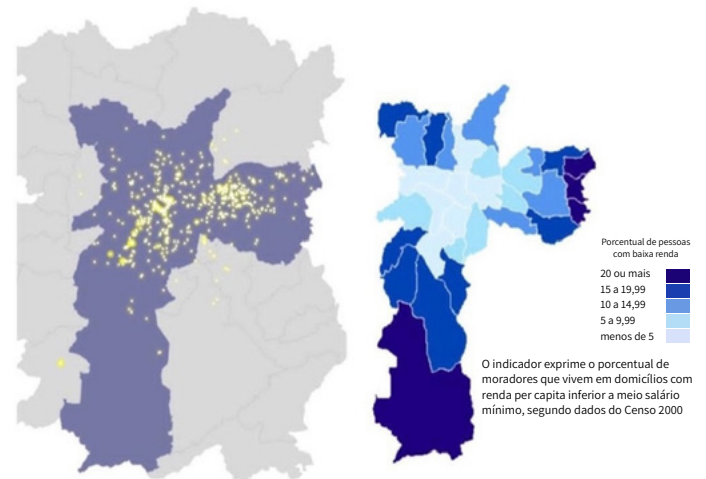 Porcentual de pessoas
com baixa renda
20 ou mais
15 a 19,99
10 a 14,99
5 a 9,99
menos de 5
O indicador exprime o porcentual de
moradores que vivem em domicílios com
renda per capita inferior a meio salário
mínimo, segundo dados do Censo 2000